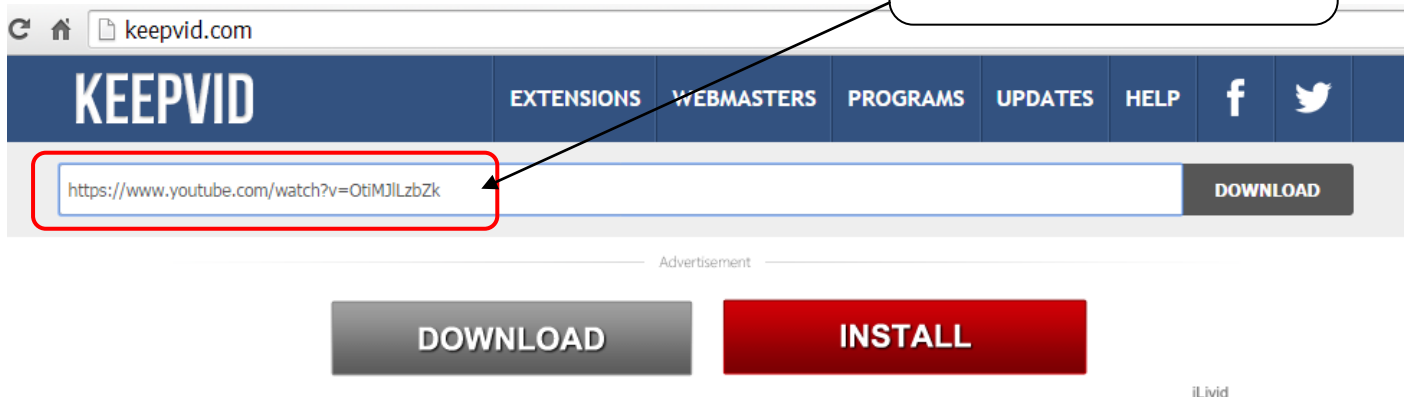 keepvid.com
KEEPVID EXTENSIONS WEBMASTERS PROGRAMS UPDATES HELP f
https://www.youtube.com/watch?v=OtiMJlLzbZk DOWNLOAD
Advertisement
DOWNLOAD INSTALL
iLivid